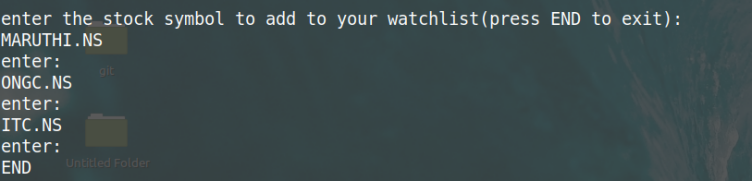 enter the stock symbol to add to your watchlist(press END to exit):
MARUTHI.NS
git
enter:
ONGC.NS
enter:
ITC.NS
enter:
Untitled Folder
END